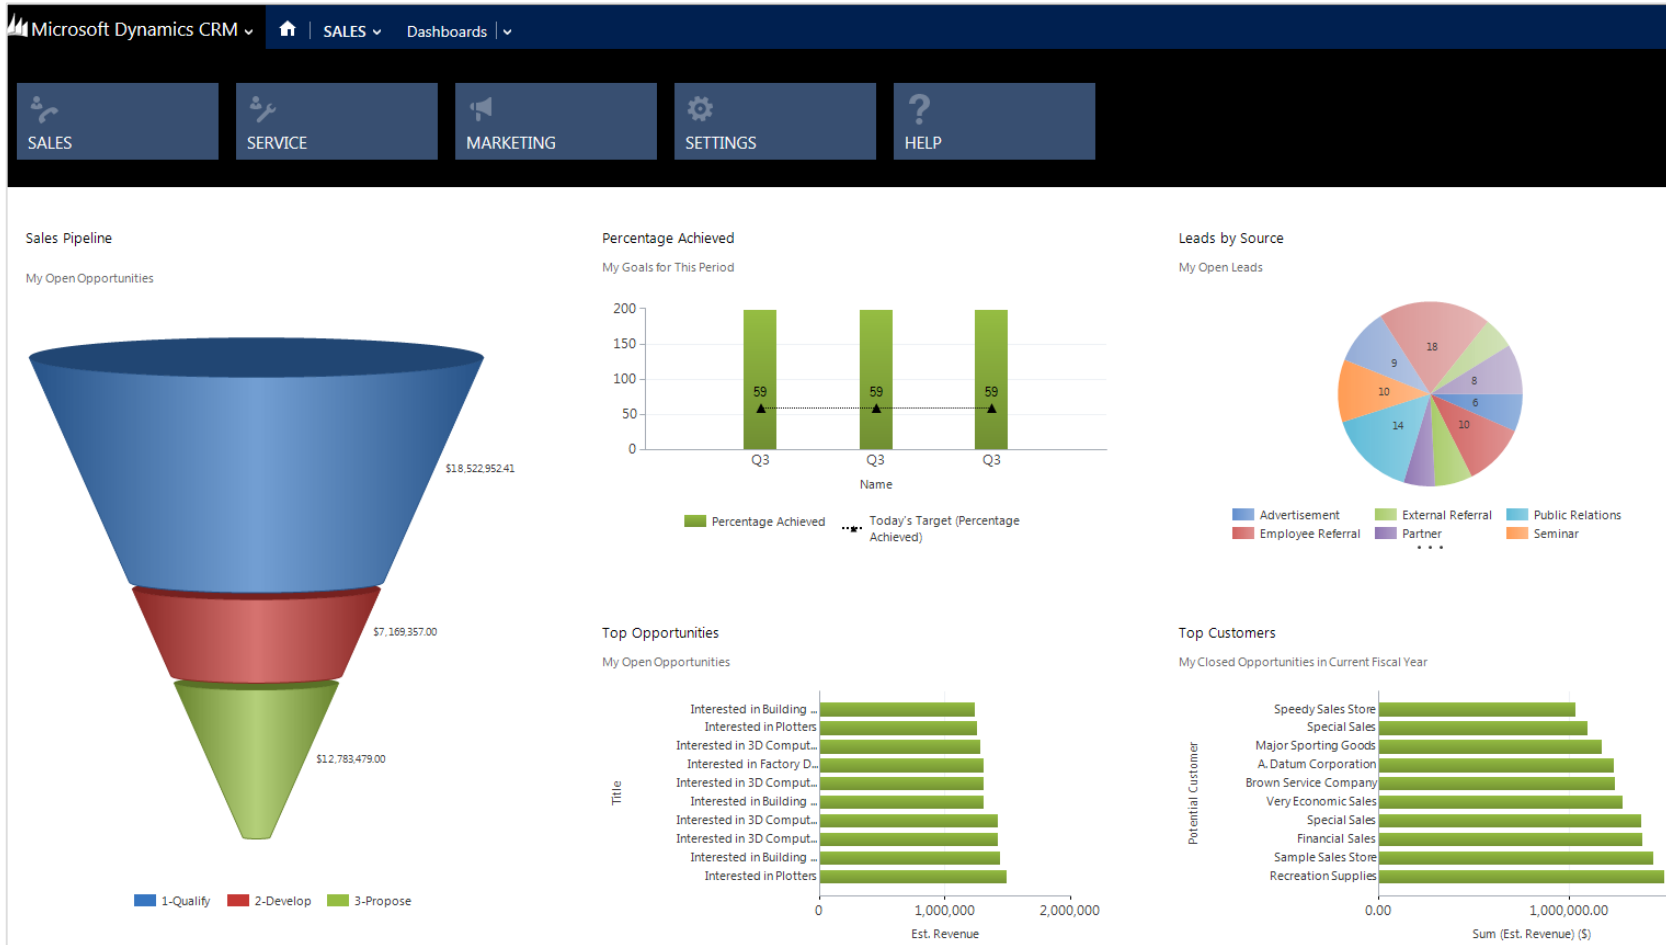 Microsoft Dynamics CRM
SALES
Dashboards
SALES
SERVICE
MARKETING
SETTINGS
HELP
Sales Pipeline
My Open Opportunities
$18,522,952.41
$7,169,357.00
$12,783,479.00
1-Qualify
2-Develop
3-Propose
Percentage Achieved
My Goals for This Period
200
150
100
50
0
59
59
59
Q3
Q3
Q3
Name
Percentage Achieved
Today's Target (Percentage
Achieved)
Leads by Source
My Open Leads
18
9
8
10
6
14
10
Advertisement
External Referral
Public Relations
Employee Referral
Partner
Seminar
...
Top Opportunities
My Open Opportunities
Title
Interested in Building ...
Interested in Plotters
Interested in 3D Comput...
Interested in Factory D...
Interested in 3D Comput...
Interested in Building ...
Interested in 3D Comput...
Interested in 3D Comput...
Interested in Building ...
Interested in Plotters
0
1,000,000
2,000,000
Est. Revenue
Top Customers
My Closed Opportunities in Current Fiscal Year
Potential Customer
Speedy Sales Store
Special Sales
Major Sporting Goods
A. Datum Corporation
Brown Service Company
Very Economic Sales
Special Sales
Financial Sales
Sample Sales Store
Recreation Supplies
0.00
1,000,000.00
Sum (Est. Revenue) ($)